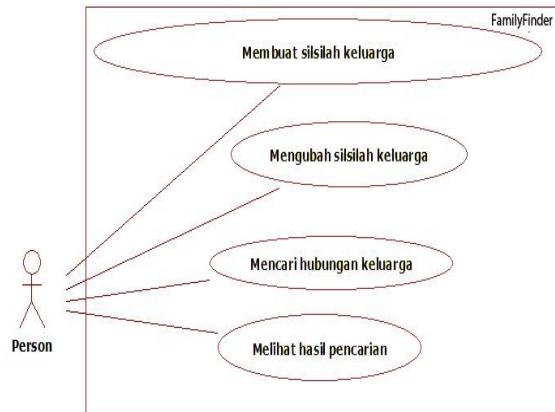 FamilyFinder
Membuat silsilah keluarga
Mengubah silsilah keluarga
Mencari hubungan keluarga
Melihat hasil pencarian
Person